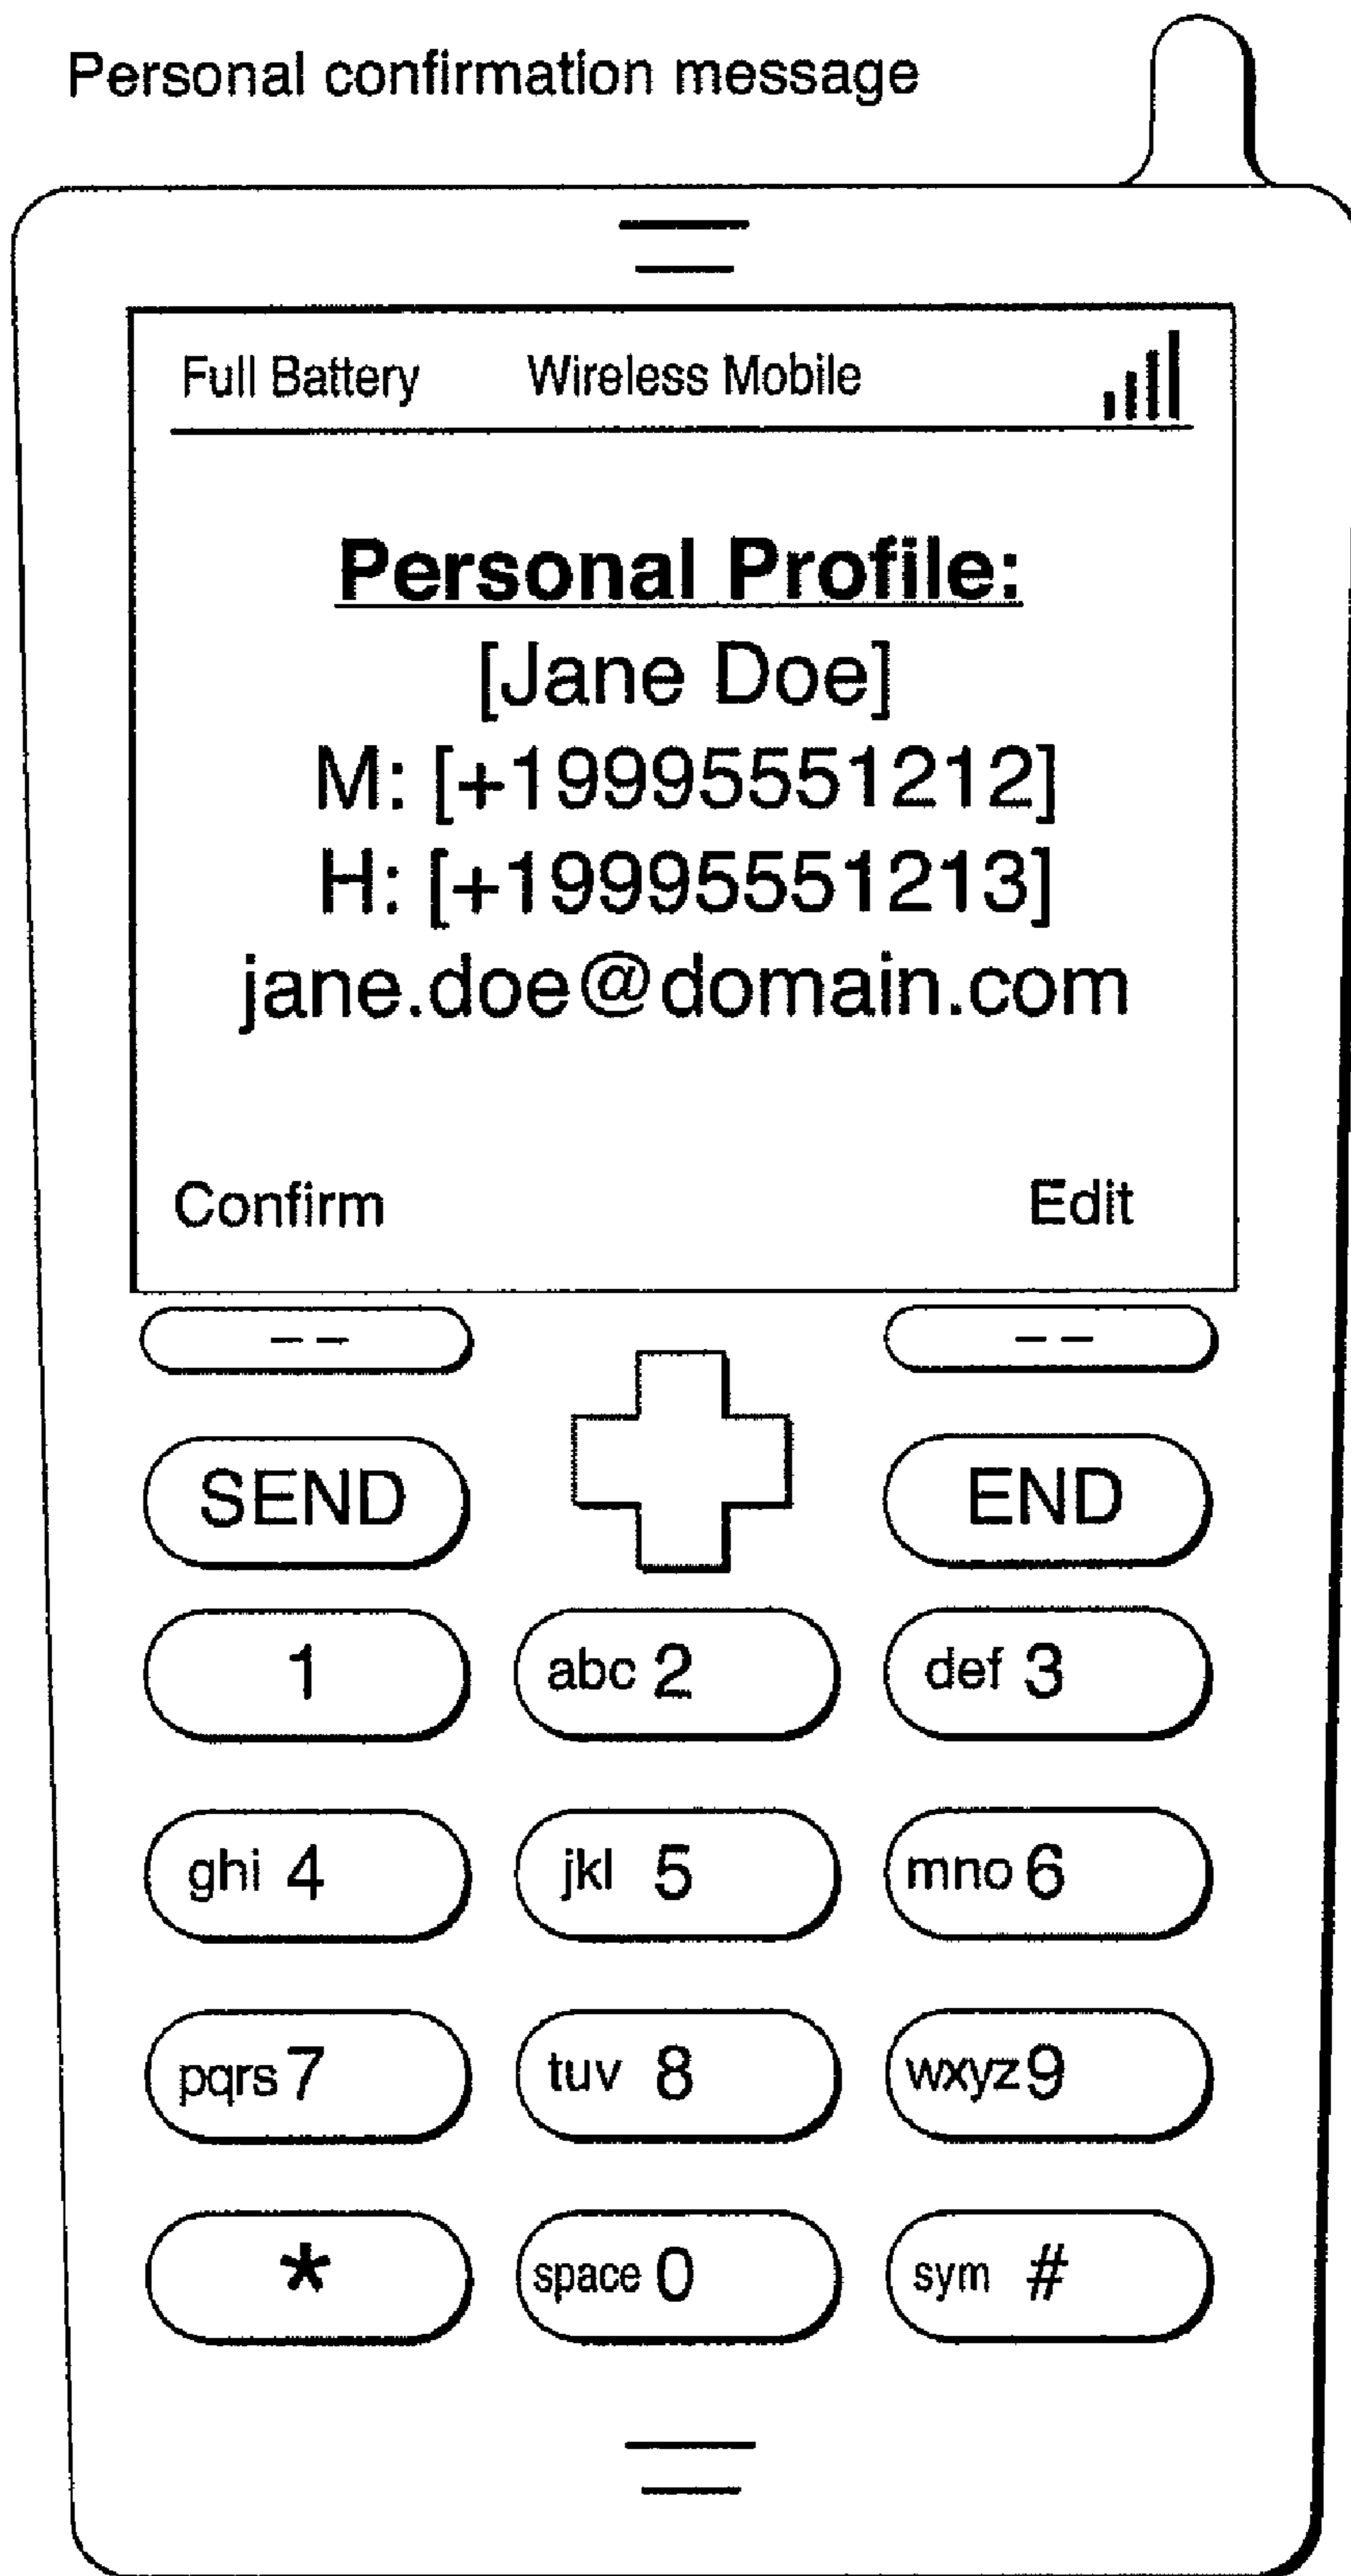 Personal confirmation message
Full Battery Wireless Mobile
Personal Profile:
[Jane Doe]
M: [+19995551212]
H: [+19995551213]
jane.doe@domain.com
Confirm Edit
-- --
SEND END
1 abc 2 def 3
ghi 4 jkl 5 mno 6
pqrs 7 tuv 8 wxyz 9
* space 0 sym #